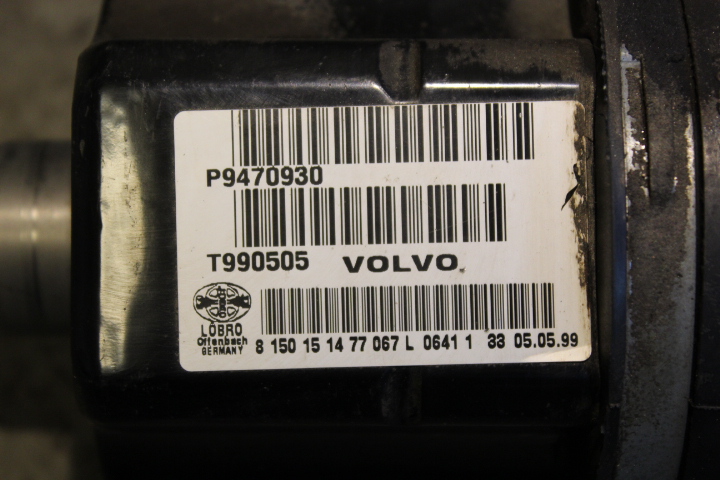 P9470930
T990505 VOLVO
LÖBRO
Offenbach
GERMANY
8 150 15 14 77 067 L 0641 1 33 05.05.99